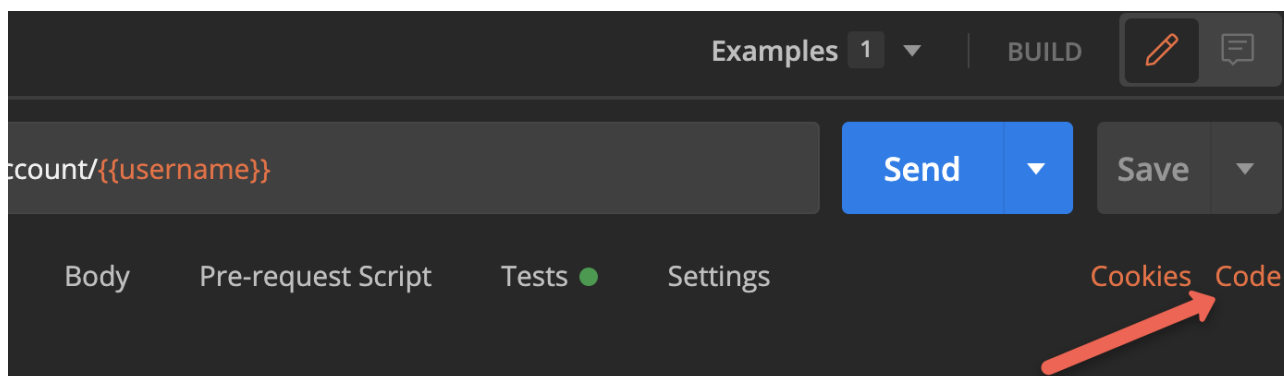 Examples 1 BUILD
ccount/{{username}} Send Save
Body Pre-request Script Tests Settings Cookies Code